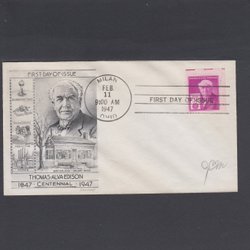 FIRST DAY OF ISSUE
MILAN
FEB
11
9:00 AM
1947
OHIO
FIRST DAY OF ISSUE
THOMAS ALVA EDISON
1847 - CENTENNIAL - 1947